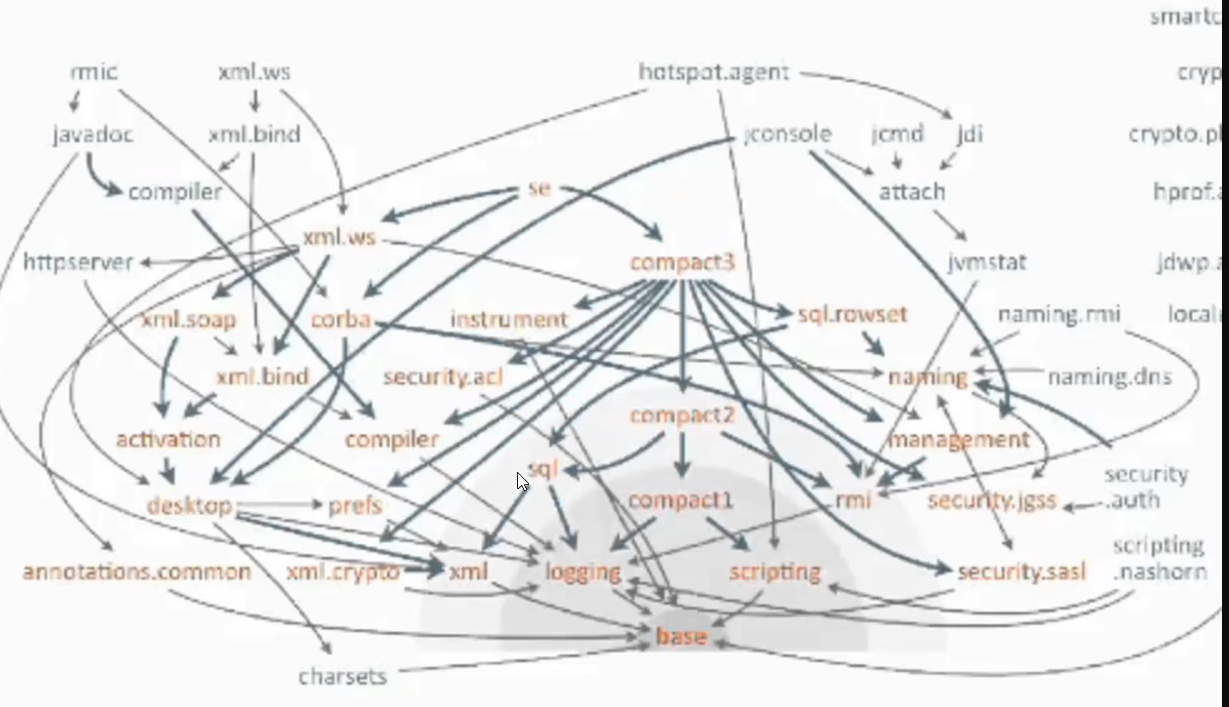 smartc
rmic
xml.ws
hotspot.agent
cryp
javadoc
xml.bind
jconsole
jcmd
jdi
crypto.p
compiler
se
attach
hprof.a
xml.ws
httpserver
compact3
jvmstat
jdwp.a
xml.soap
corba
instrument
sql.rowset
naming.rmi
local
xml.bind
security.acl
naming
naming.dns
compact2
activation
compiler
management
sql
security
.auth
desktop
prefs
compact1
rmi
security.jgss
scripting
.nashorn
annotations.common
xml.crypto
xml
logging
scripting
security.sasl
base
charsets